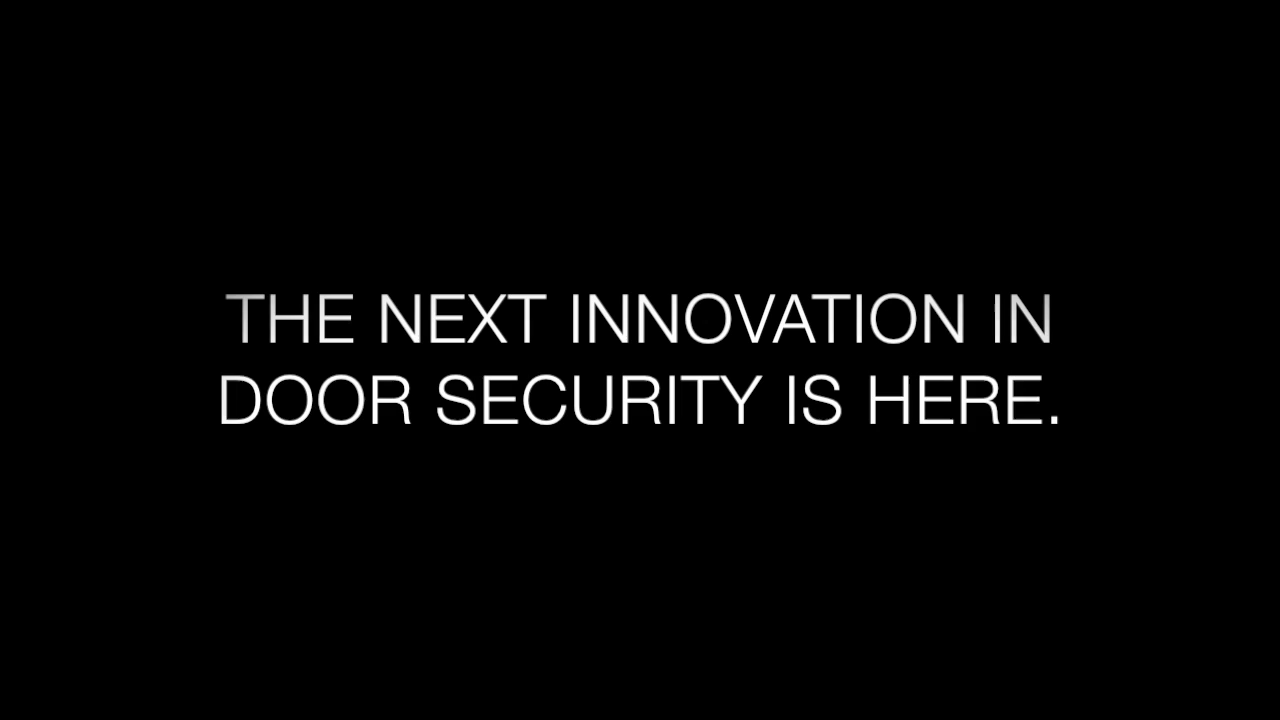 THE NEXT INNOVATION IN
DOOR SECURITY IS HERE.